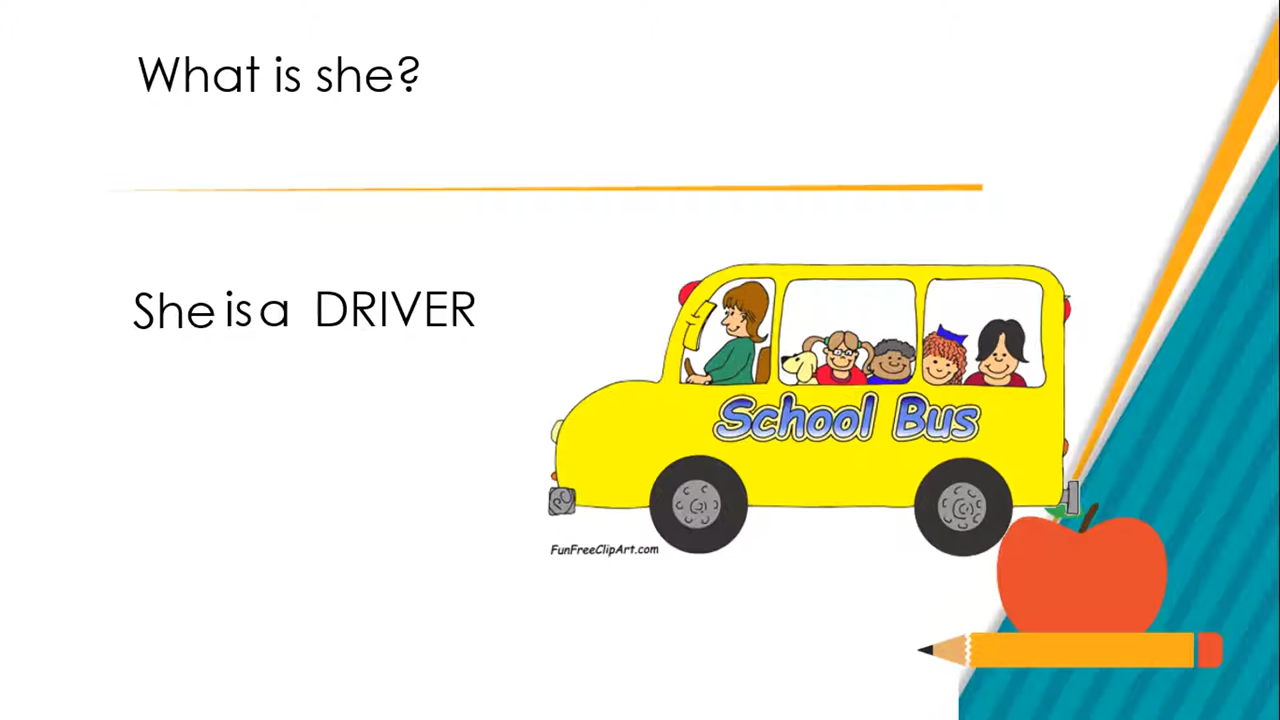 What is she?
She is a DRIVER
School Bus
FunFreeClipArt.com